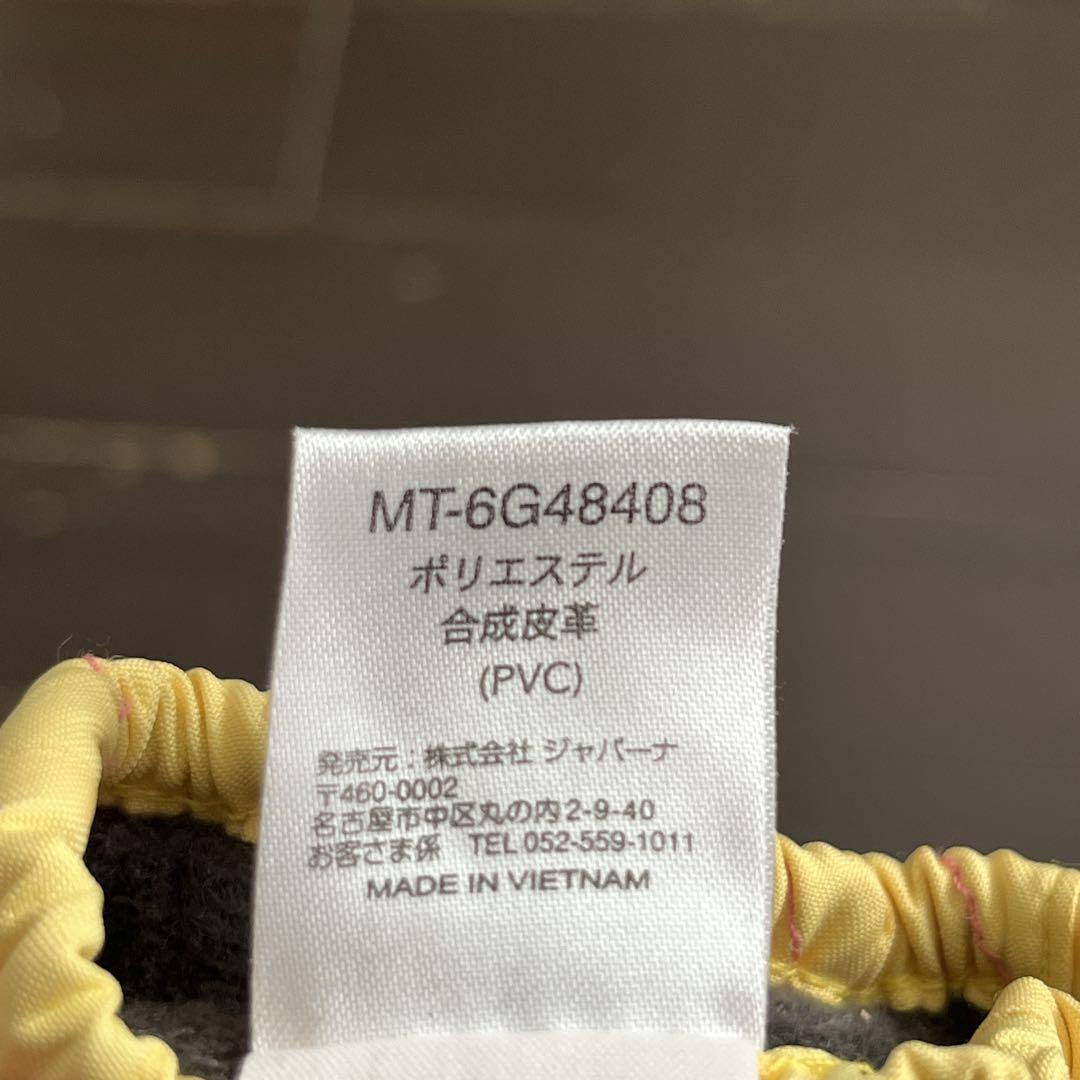 MT-6G48408
ポリエステル
合成皮革
(PVC)
発売元:株式会社 ジャパーナ
〒460-0002
名古屋市中区丸の内2-9-40
お客さま係 TEL 052-559-1011
MADE IN VIETNAM